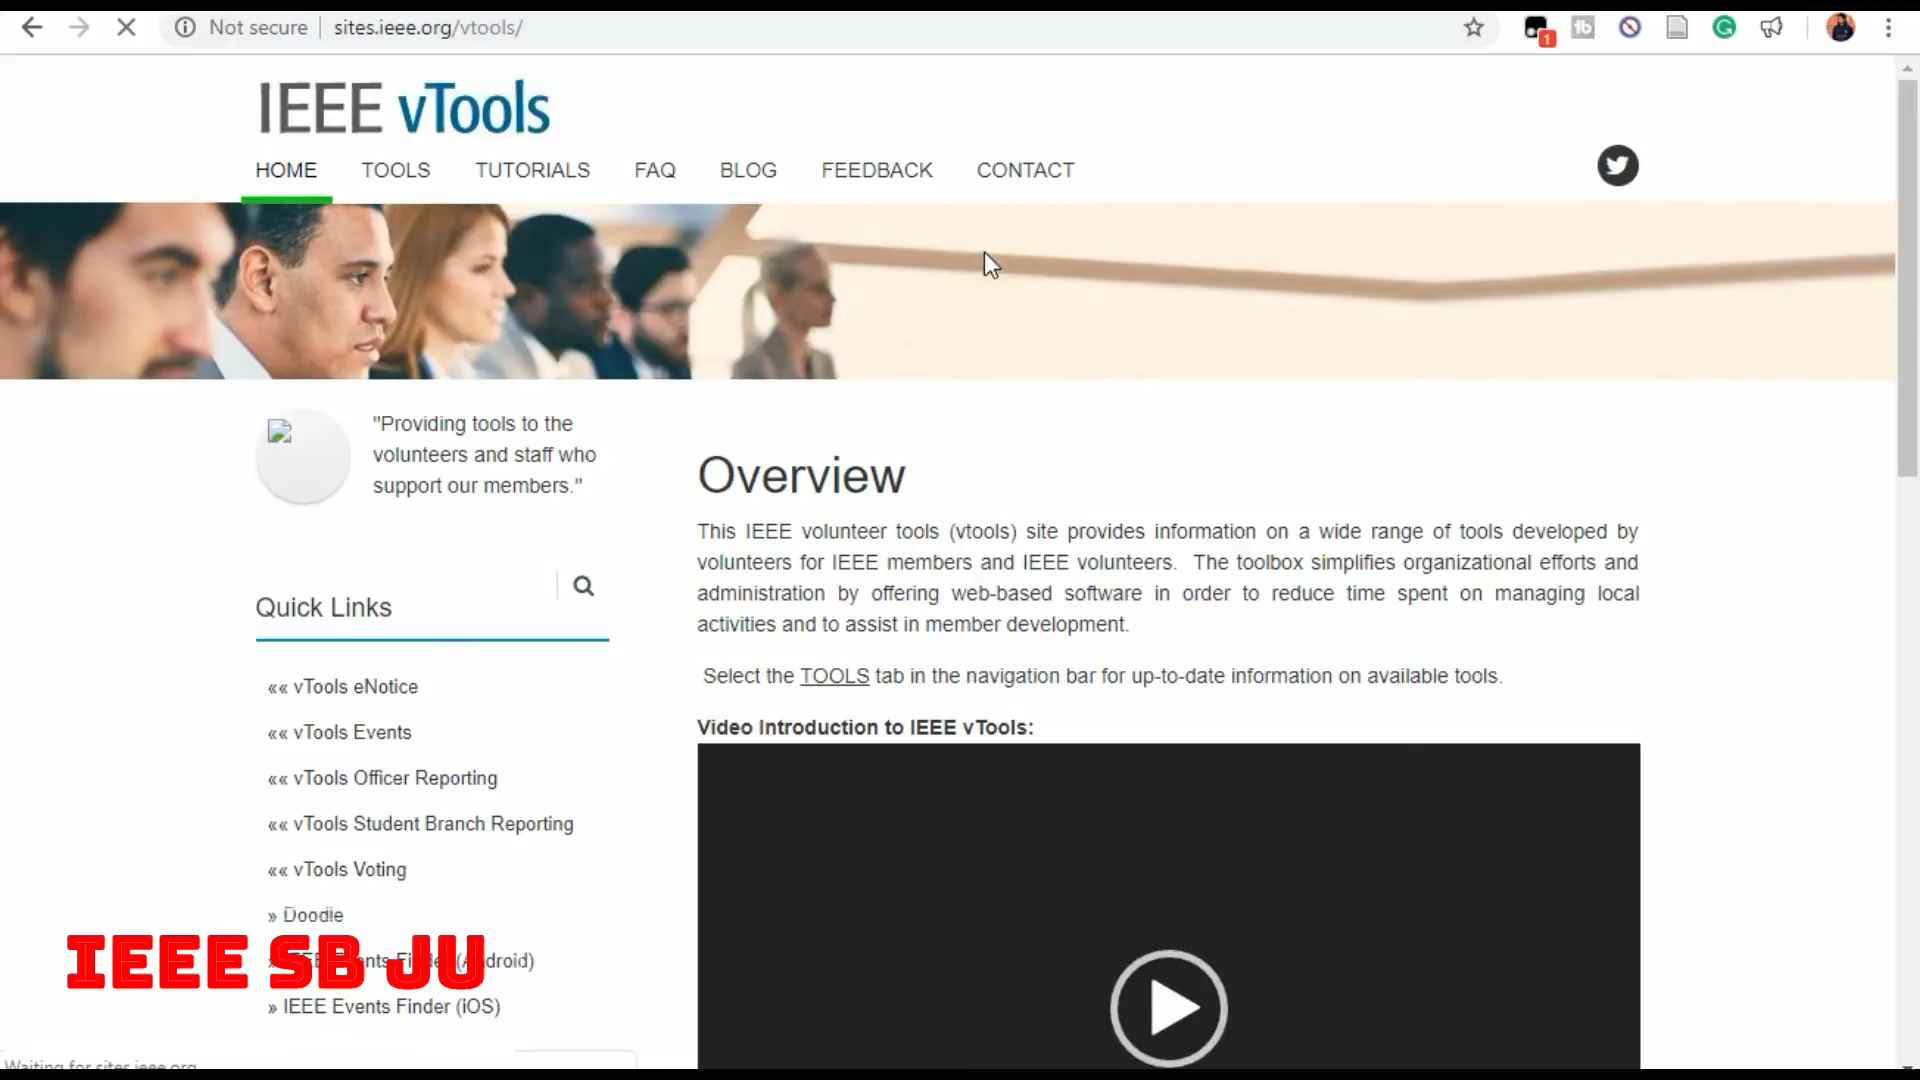 Not secure sites.ieee.org/vtools/
1
IEEE vTools
HOME TOOLS TUTORIALS FAQ BLOG FEEDBACK CONTACT
"Providing tools to the
volunteers and staff who
support our members."
Quick Links
«« vTools eNotice
«« vTools Events
«« vTools Officer Reporting
«« vTools Student Branch Reporting
«« vTools Voting
» Doodle
» IEEE Events Finder (Android)
» IEEE Events Finder (iOS)
IEEE SB JU
Overview
This IEEE volunteer tools (vtools) site provides information on a wide range of tools developed by
volunteers for IEEE members and IEEE volunteers. The toolbox simplifies organizational efforts and
administration by offering web-based software in order to reduce time spent on managing local
activities and to assist in member development.
Select the TOOLS tab in the navigation bar for up-to-date information on available tools.
Video Introduction to IEEE vTools:
Waiting for sites.ieee.org